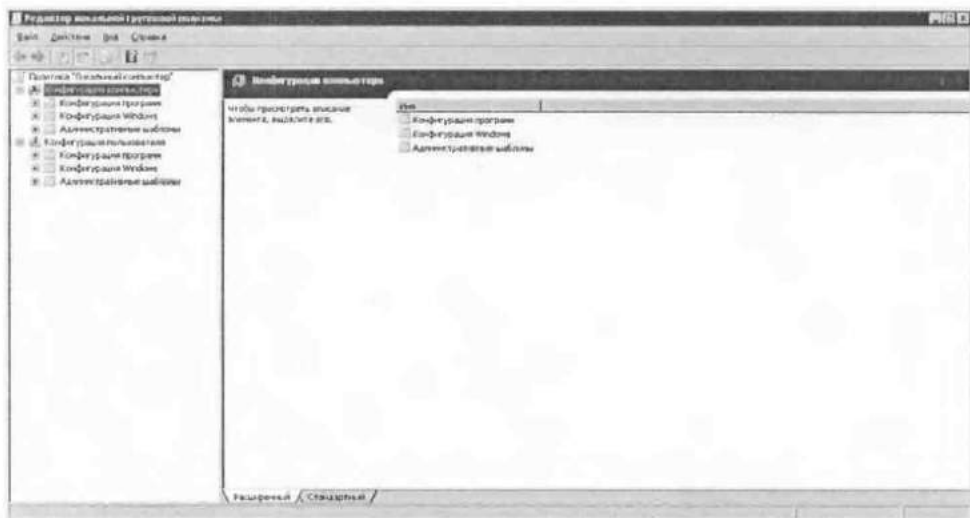 Редактор локальной групповой политики
Файл Действие Вид Справка
Политика "Локальный компьютер"
Конфигурация компьютера
Конфигурация программ
Конфигурация Windows
Административные шаблоны
Конфигурация пользователя
Конфигурация программ
Конфигурация Windows
Административные шаблоны
Конфигурация компьютера
Чтобы просмотреть описание
элемента, выделите его.
Имя
Конфигурация программ
Конфигурация Windows
Административные шаблоны
Расширенный Стандартный